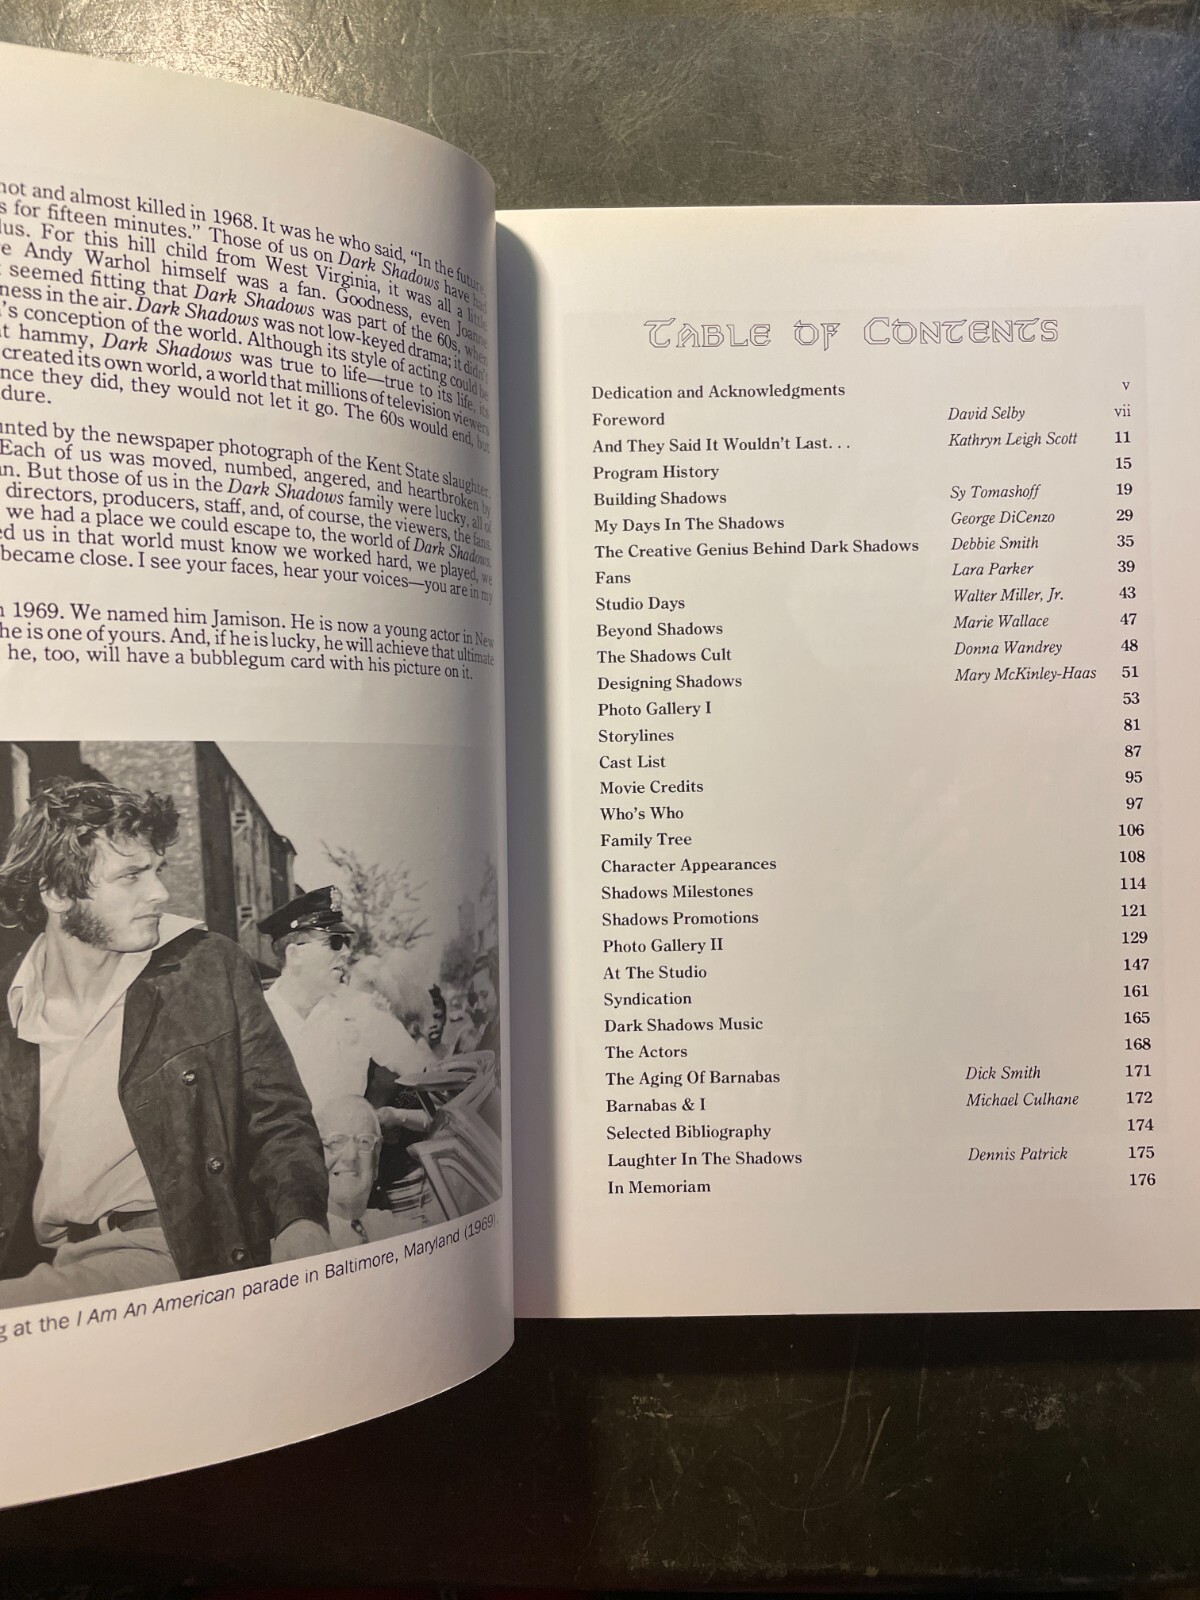 not and almost killed in 1968. It was he who said, "In the future,
s for fifteen minutes." Those of us on Dark Shadows have had
lus. For this hill child from West Virginia, it was all a little
e Andy Warhol himself was a fan. Goodness, even Joanne
seemed fitting that Dark Shadows was part of the 60s, when
ness in the air. Dark Shadows was not low-keyed drama; it didn't
's conception of the world. Although its style of acting could be
t hammy, Dark Shadows was true to life—true to its life, its
created its own world, a world that millions of television viewers
nce they did, they would not let it go. The 60s would end, but
dure.
unted by the newspaper photograph of the Kent State slaughter.
Each of us was moved, numbed, angered, and heartbroken by
n. But those of us in the Dark Shadows family were lucky, all of
directors, producers, staff, and, of course, the viewers, the fans.
we had a place we could escape to, the world of Dark Shadows.
ed us in that world must know we worked hard, we played, we
became close. I see your faces, hear your voices—you are in my
n 1969. We named him Jamison. He is now a young actor in New
he is one of yours. And, if he is lucky, he will achieve that ultimate
he, too, will have a bubblegum card with his picture on it.
g at the I Am An American parade in Baltimore, Maryland (1969).
Table of Contents
Dedication and Acknowledgments v
Foreword David Selby vii
And They Said It Wouldn't Last. . . Kathryn Leigh Scott 11
Program History 15
Building Shadows Sy Tomashoff 19
My Days In The Shadows George DiCenzo 29
The Creative Genius Behind Dark Shadows Debbie Smith 35
Fans Lara Parker 39
Studio Days Walter Miller, Jr. 43
Beyond Shadows Marie Wallace 47
The Shadows Cult Donna Wandrey 48
Designing Shadows Mary McKinley-Haas 51
Photo Gallery I 53
Storylines 81
Cast List 87
Movie Credits 95
Who's Who 97
Family Tree 106
Character Appearances 108
Shadows Milestones 114
Shadows Promotions 121
Photo Gallery II 129
At The Studio 147
Syndication 161
Dark Shadows Music 165
The Actors 168
The Aging Of Barnabas Dick Smith 171
Barnabas & I Michael Culhane 172
Selected Bibliography 174
Laughter In The Shadows Dennis Patrick 175
In Memoriam 176